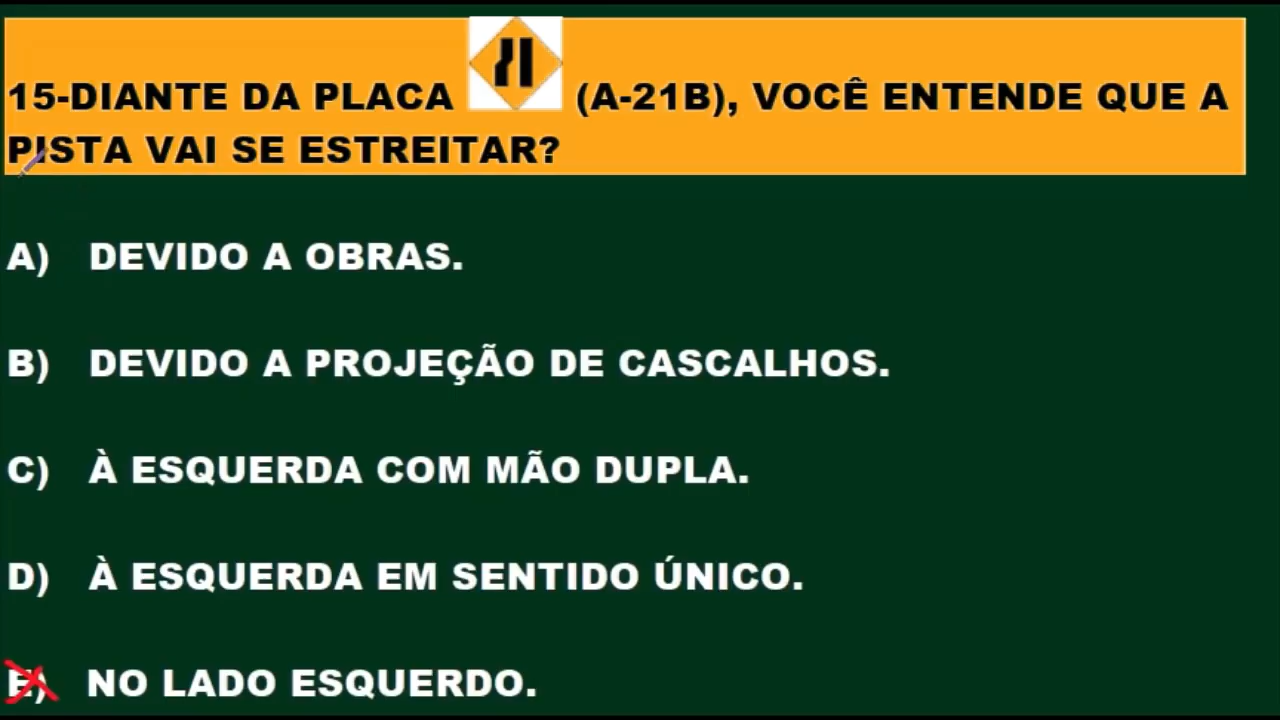 15-DIANTE DA PLACA (A-21B), VOCÊ ENTENDE QUE A
PISTA VAI SE ESTREITAR?
A) DEVIDO A OBRAS.
B) DEVIDO A PROJEÇÃO DE CASCALHOS.
C) À ESQUERDA COM MÃO DUPLA.
D) À ESQUERDA EM SENTIDO ÚNICO.
E) NO LADO ESQUERDO.